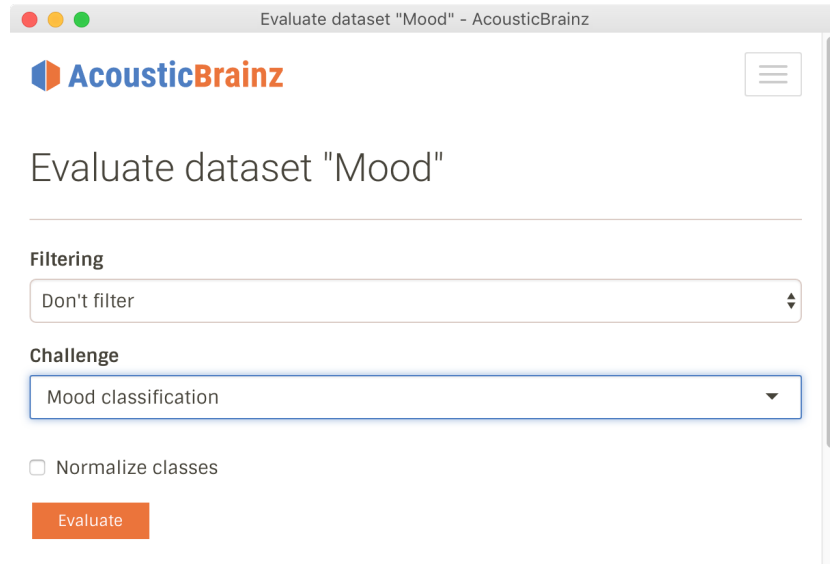 Evaluate dataset "Mood" - AcousticBrainz
AcousticBrainz
Evaluate dataset "Mood"
Filtering
Don't filter
Challenge
Mood classification
Normalize classes
Evaluate